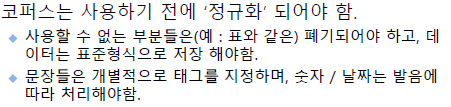 코퍼스는 사용하기 전에 '정규화' 되어야 함.
사용할 수 없는 부분들은(예 : 표와 같은) 폐기되어야 하고, 데
이터는 표준형식으로 저장 해야함.
문장들은 개별적으로 태그를 지정하며, 숫자 / 날짜는 발음에
따라 처리해야함.